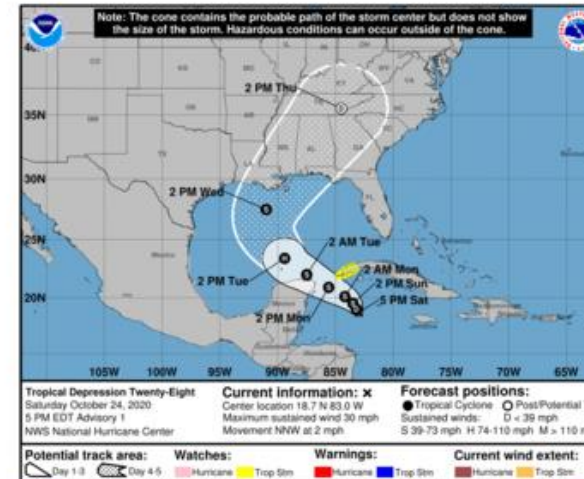 Note: The cone contains the probable path of the storm center but does not show
the size of the storm. Hazardous conditions can occur outside of the cone.
35N
30N
25N
20N
105W 100W 95W 90W 85W 80W 75W 70W 65W
2 PM Thu
2 PM Wed
2 AM Tue
2 AM Mon
2 PM Tue
2 PM Sun
5 PM Sat
2 PM Mon
D
S
H
S
S
Mexico
Tropical Depression Twenty-Eight
Saturday October 24, 2020
5 PM EDT Advisory 1
NWS National Hurricane Center
Current information: x
Center location 18.7 N 83.0 W
Maximum sustained wind 30 mph
Movement NNW at 2 mph
Forecast positions:
Tropical Cyclone Post/Potential
Sustained winds: D < 39 mph
S 39-73 mph H 74-110 mph M > 110 m
Potential track area:
Day 1-3 Day 4-5
Watches:
Hurricane Trop Stm
Warnings:
Hurricane Trop Stm
Current wind extent:
Hurricane Trop Stm